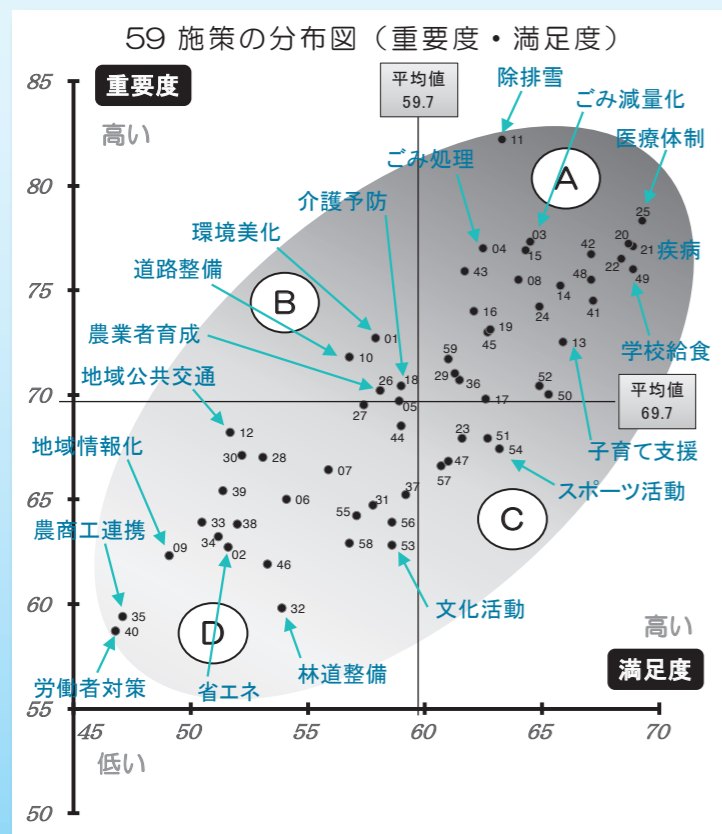 59 施策の分布図（重要度・満足度）
85
重要度
高い
平均値
59.7
除排雪
ごみ減量化
医療体制
ごみ処理
介護予防
環境美化
道路整備
農業者育成
地域公共交通
地域情報化
農商工連携
労働者対策
省エネ
林道整備
文化活動
スポーツ活動
子育て支援
学校給食
疾病
平均値
69.7
A
B
C
D
11
25
03
04
15
20
21
42
22
43
08
48
49
14
16
24
41
01
19
45
13
10
59
29
36
26
18
52
50
27
05
17
12
44
23
51
54
30
28
47
57
07
39
06
31
37
55
33
38
56
34
02
58
53
09
46
35
32
40
80
75
70
65
60
55
50
45
50
55
60
65
70
高い
満足度
低い